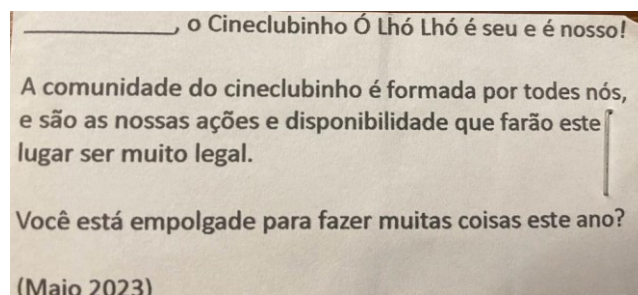 _______________, o Cineclubinho Ó Lhó Lhó é seu e é nosso!
A comunidade do cineclubinho é formada por todes nós,
e são as nossas ações e disponibilidade que farão este
lugar ser muito legal.
Você está empolgade para fazer muitas coisas este ano?
(Maio 2023)